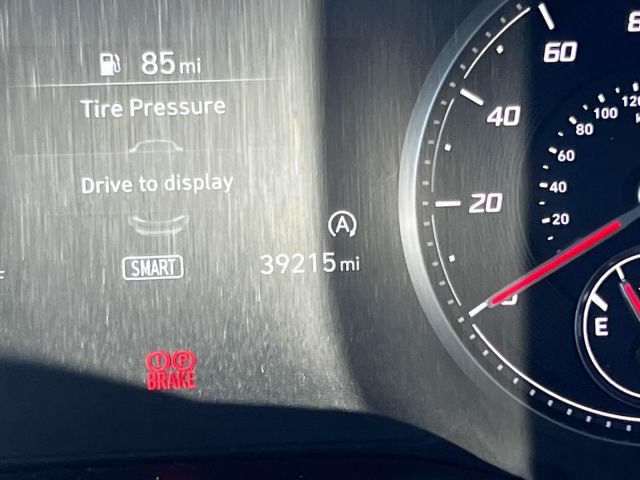 85 mi
Tire Pressure
Drive to display
A
SMART
39215 mi
P
BRAKE
60
40
20
120
100
80
60
40
20
E